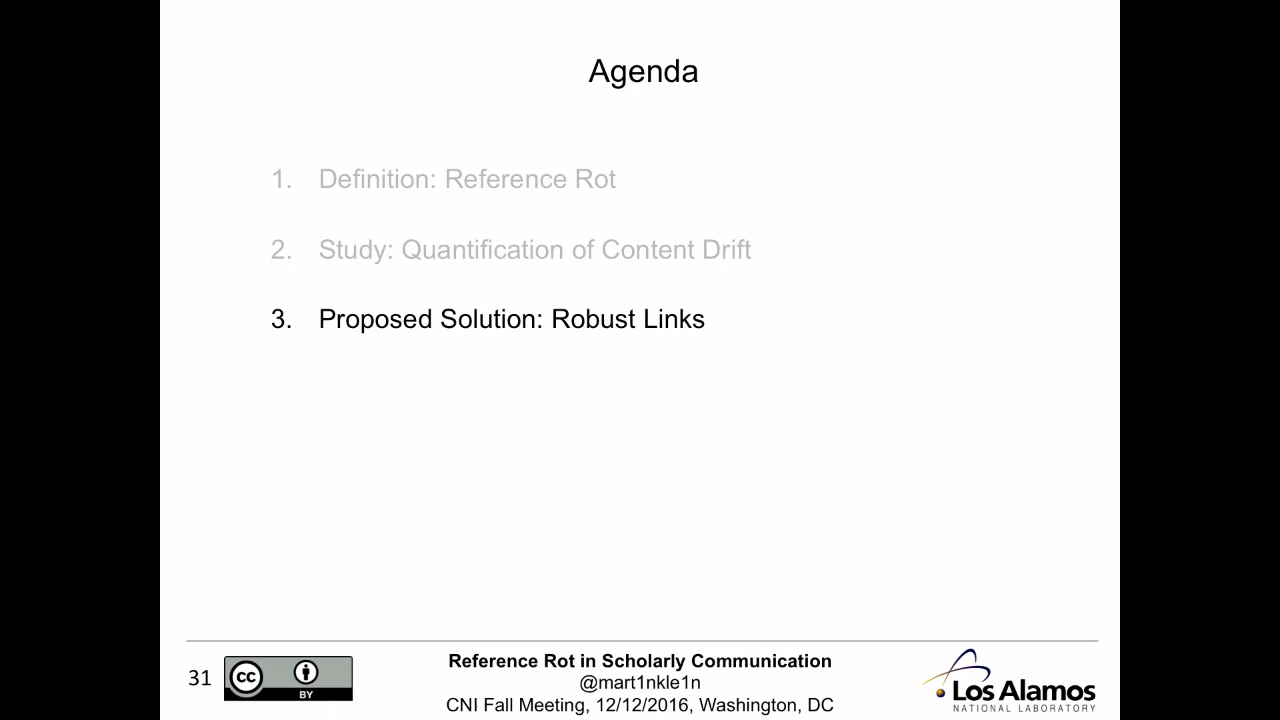 Agenda
1. Definition: Reference Rot
2. Study: Quantification of Content Drift
3. Proposed Solution: Robust Links
31
cc
BY
Reference Rot in Scholarly Communication
@mart1nkle1n
CNI Fall Meeting, 12/12/2016, Washington, DC
Los Alamos
NATIONAL LABORATORY